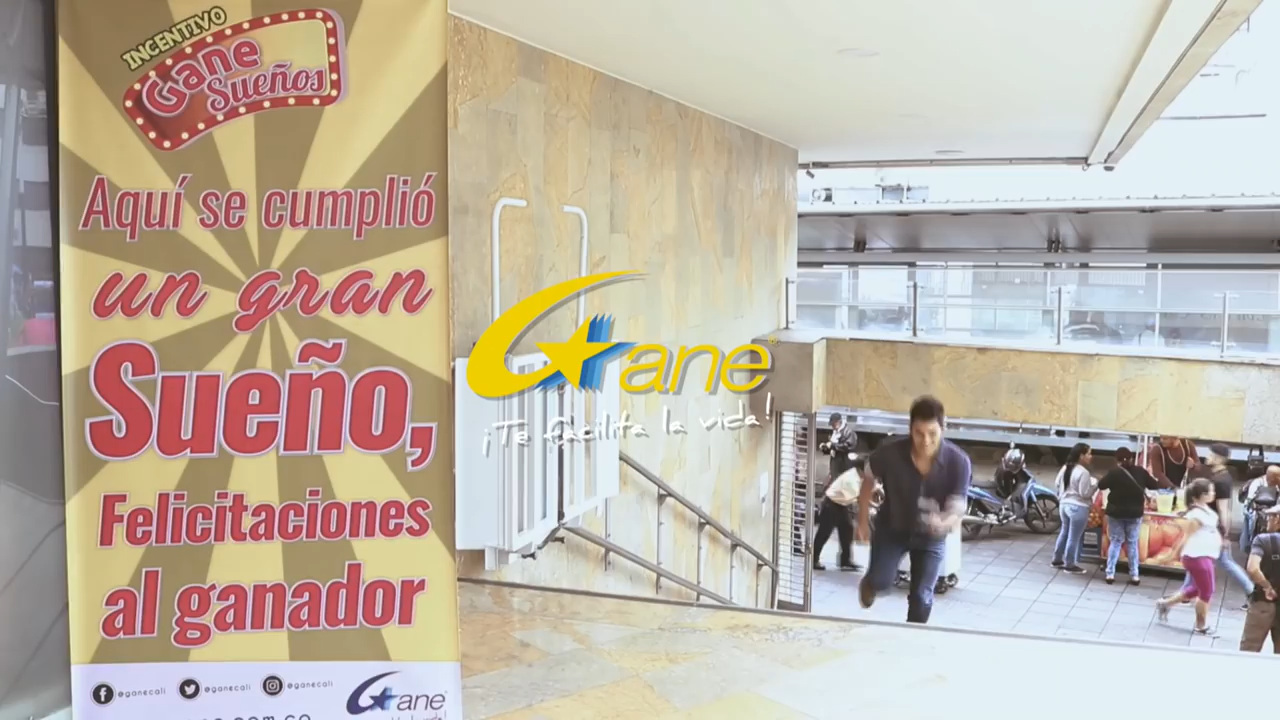 INCENTIVO
Gane
Sueños
Aquí se cumplió
un gran
Sueño,
Felicitaciones
al ganador
@ganecali @ganecali @ganecali
Gane
Gane
¡Te facilita la vida!